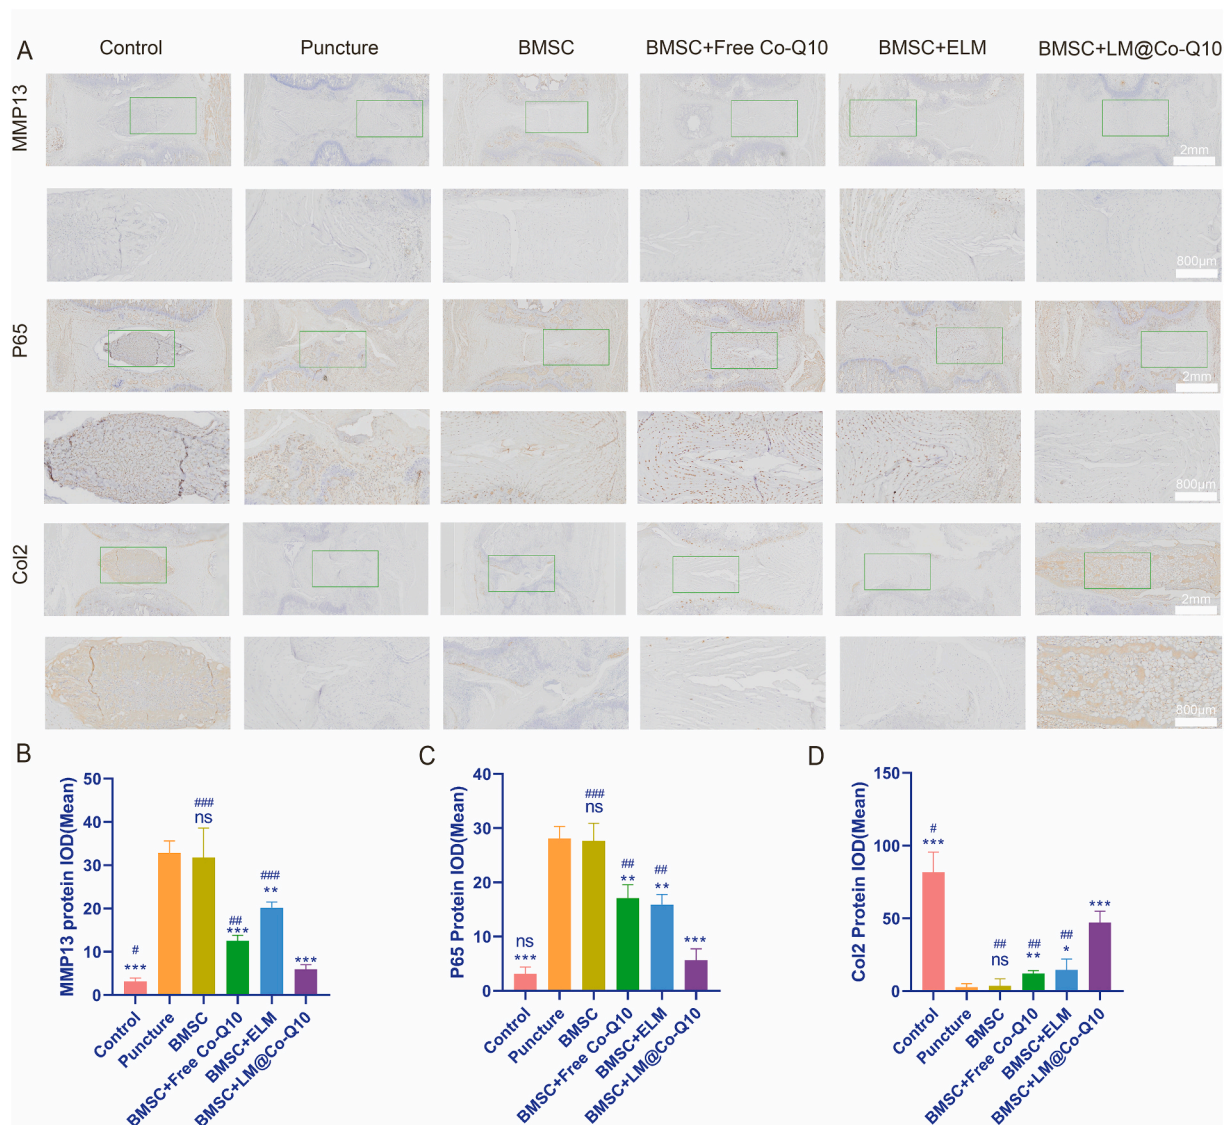 A
Control
Puncture
BMSC
BMSC+Free Co-Q10
BMSC+ELM
BMSC+LM@Co-Q10
MMP13
2mm
800μm
P65
2mm
800μm
Col2
2mm
800μm
B
MMP13 protein IOD(Mean)
50
40
30
20
10
0
#
***
###
ns
##
***
###
**
***
Control
Puncture
BMSC
BMSC+Free Co-Q10
BMSC+ELM
BMSC+LM@Co-Q10
C
P65 Protein IOD(Mean)
40
30
20
10
0
ns
***
###
ns
##
**
##
**
***
Control
Puncture
BMSC
BMSC+Free Co-Q10
BMSC+ELM
BMSC+LM@Co-Q10
D
Col2 Protein IOD(Mean)
150
100
50
0
#
***
##
ns
##
**
##
*
***
Control
Puncture
BMSC
BMSC+Free Co-Q10
BMSC+ELM
BMSC+LM@Co-Q10